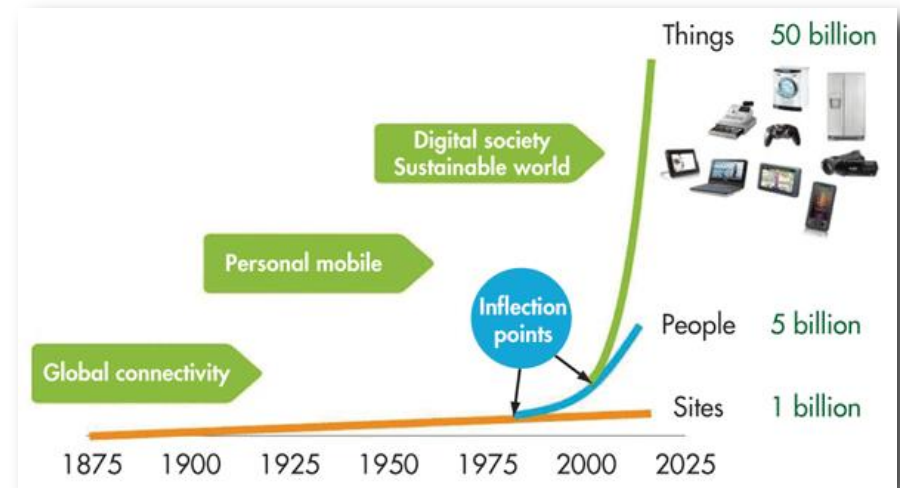 Things 50 billion
Digital society
Sustainable world
Personal mobile
Inflection
points
People 5 billion
Global connectivity
Sites 1 billion
1875 1900 1925 1950 1975 2000 2025